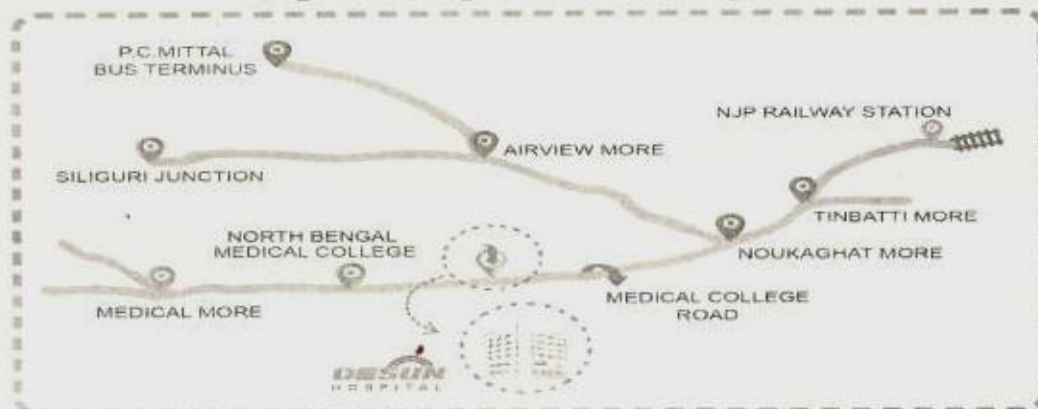 P.C.MITTAL
BUS TERMINUS
NJP RAILWAY STATION
AIRVIEW MORE
SILIGURI JUNCTION
TINBATTI MORE
NORTH BENGAL
MEDICAL COLLEGE
NOUKAGHAT MORE
MEDICAL MORE
MEDICAL COLLEGE
ROAD
DESUN
HOSPITAL